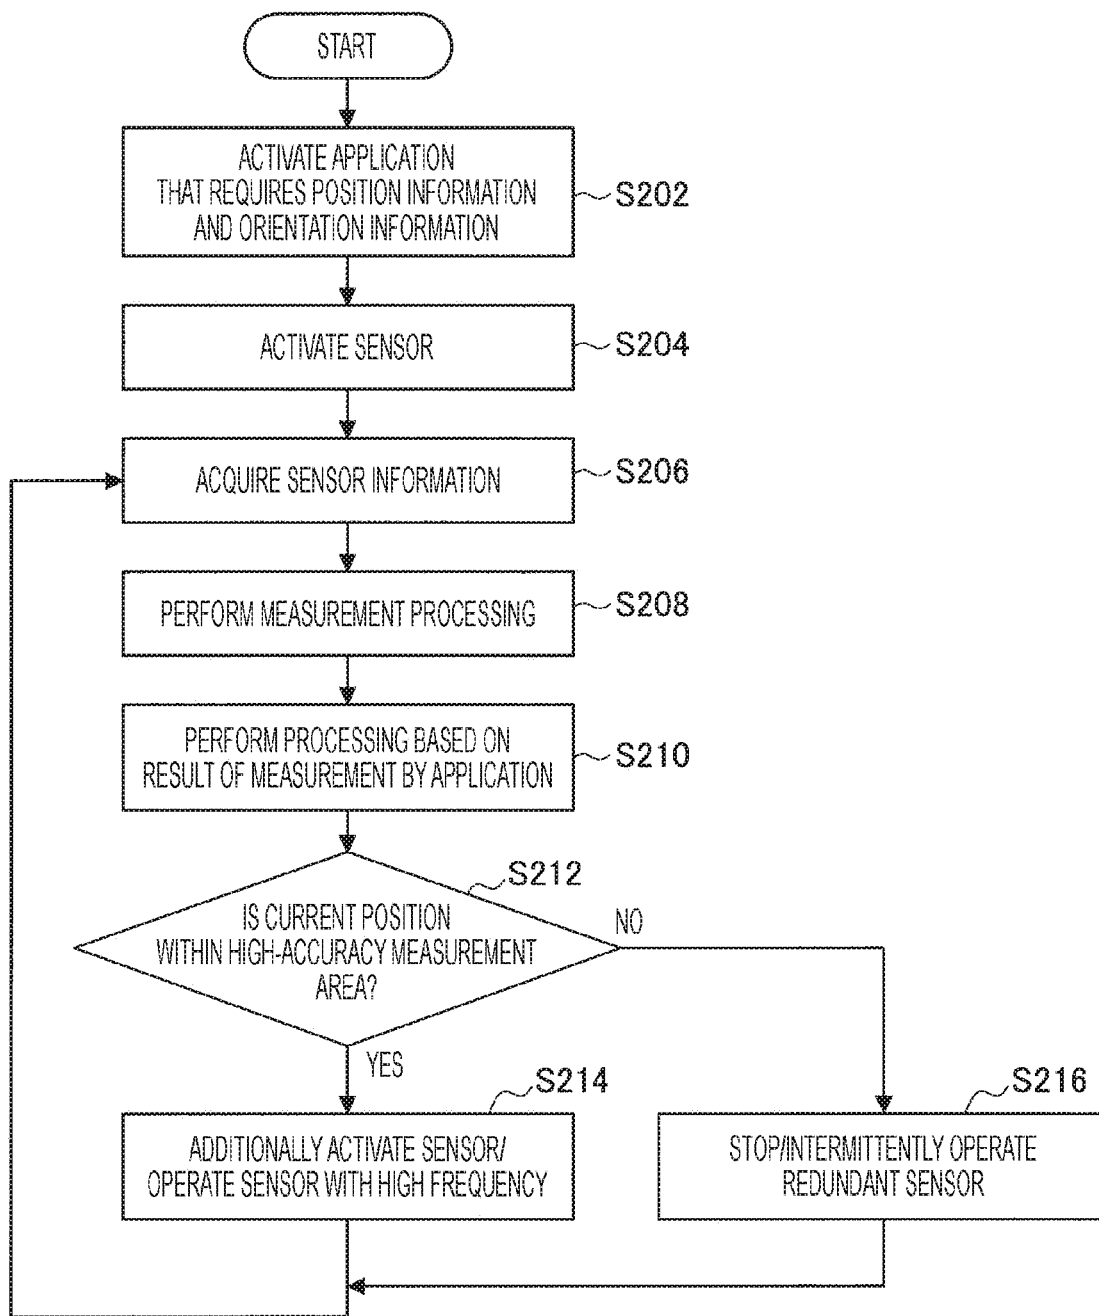 START
ACTIVATE APPLICATION
THAT REQUIRES POSITION INFORMATION
AND ORIENTATION INFORMATION
S202
ACTIVATE SENSOR
S204
ACQUIRE SENSOR INFORMATION
S206
PERFORM MEASUREMENT PROCESSING
S208
PERFORM PROCESSING BASED ON
RESULT OF MEASUREMENT BY APPLICATION
S210
S212
IS CURRENT POSITION
WITHIN HIGH-ACCURACY MEASUREMENT
AREA?
NO
YES
S214
ADDITIONALLY ACTIVATE SENSOR/
OPERATE SENSOR WITH HIGH FREQUENCY
S216
STOP/INTERMITTENTLY OPERATE
REDUNDANT SENSOR